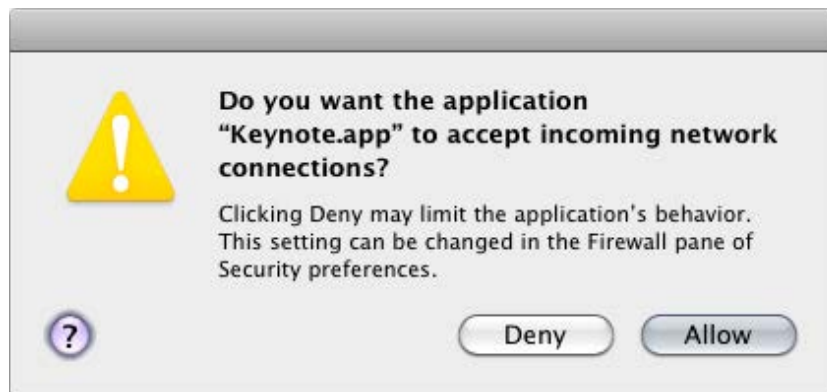 Do you want the application
“Keynote.app” to accept incoming network
connections?
Clicking Deny may limit the application’s behavior.
This setting can be changed in the Firewall pane of
Security preferences.
?
Deny
Allow